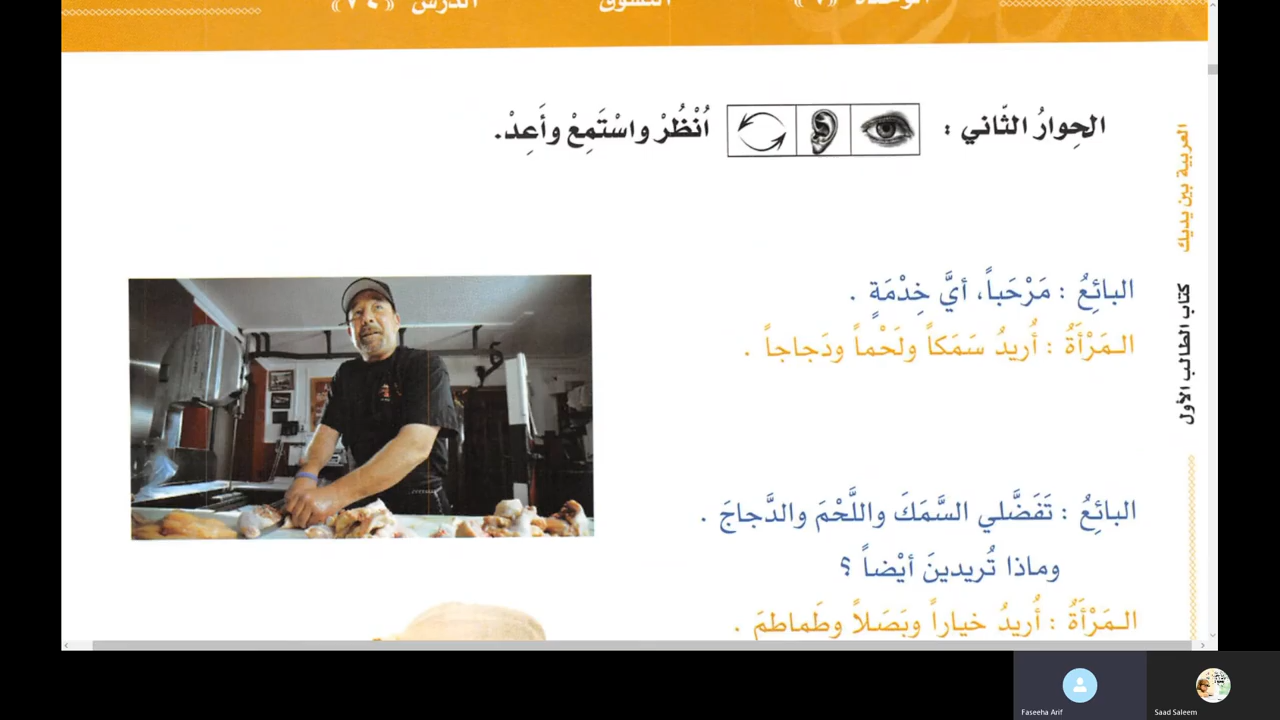 الحِوارُ الثّاني : اُنْظُرْ واسْتَمِعْ وأَعِدْ.
البائِعُ : مَرْحَباً، أيَّ خِدْمَةٍ .
المَرْأَةُ : أُريدُ سَمَكاً ولَحْماً ودَجاجاً .
البائِعُ : تَفَضَّلي السَّمَكَ واللَّحْمَ والدَّجاجَ .
وماذا تُريدينَ أيْضاً ؟
المَرْأَةُ : أُريدُ خياراً وبَصَلاً وطَماطِمَ .
العربية بين يديك
كتاب الطالب الأول
Faseeha Arif
Saad Saleem